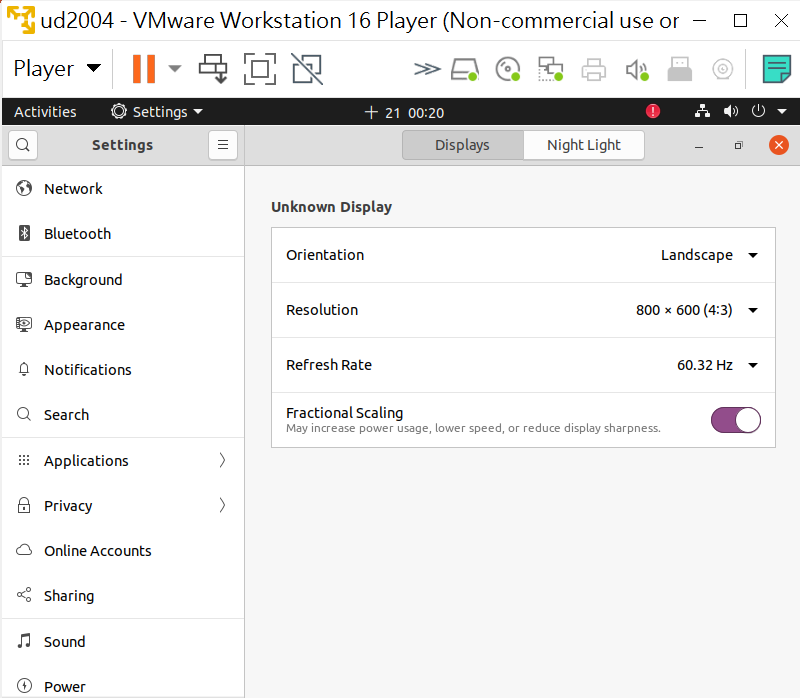 ud2004 - VMware Workstation 16 Player (Non-commercial use or
Player
Activities Settings 21 00:20
Settings Displays Night Light
Network
Bluetooth
Background
Appearance
Notifications
Search
Applications
Privacy
Online Accounts
Sharing
Sound
Power
Unknown Display
Orientation Landscape
Resolution 800 × 600 (4:3)
Refresh Rate 60.32 Hz
Fractional Scaling
May increase power usage, lower speed, or reduce display sharpness.